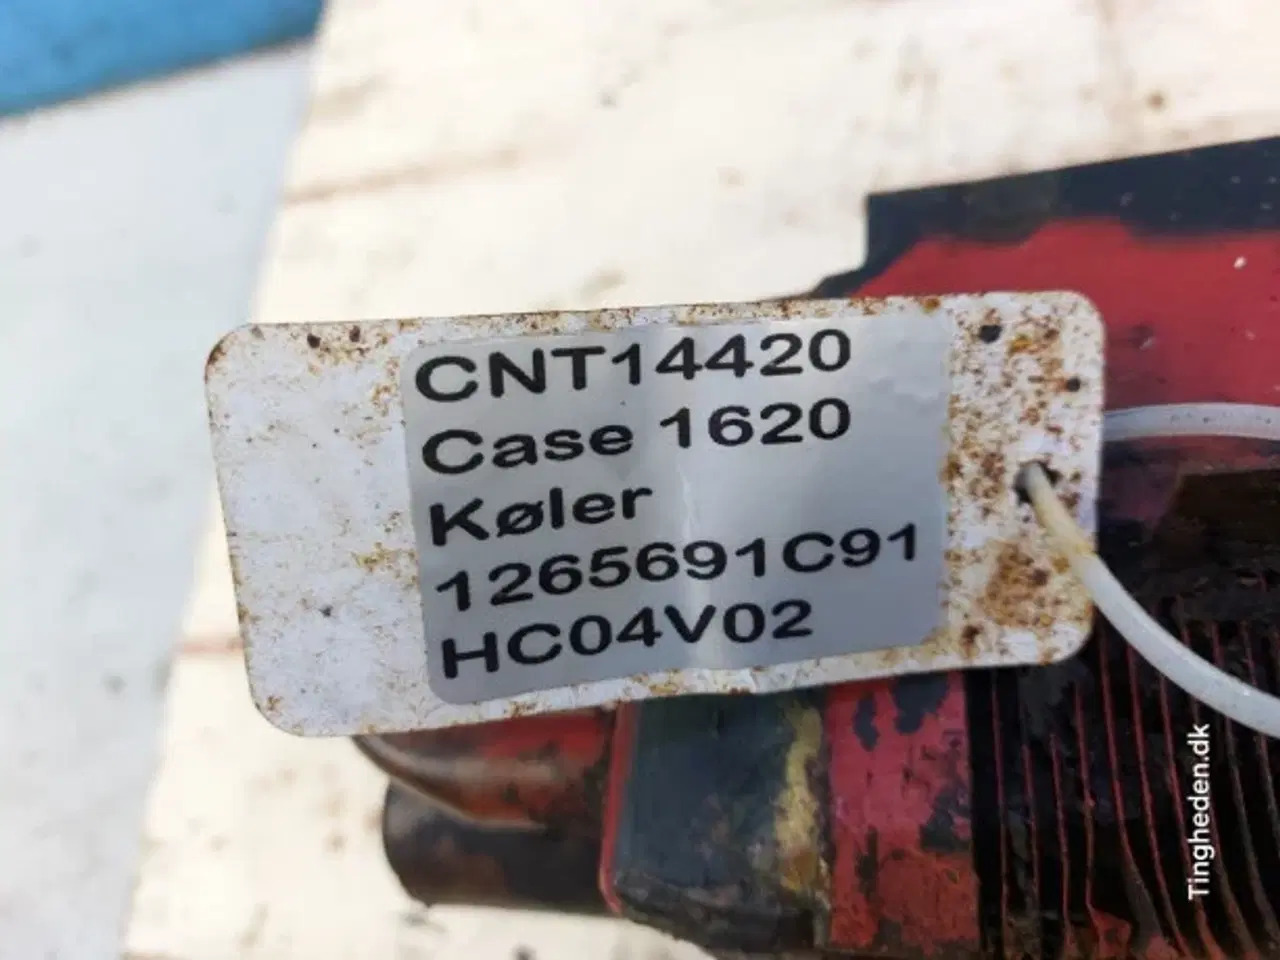 CNT14420
Case 1620
Køler
1265691C91
HC04V02
Tingheden.dk